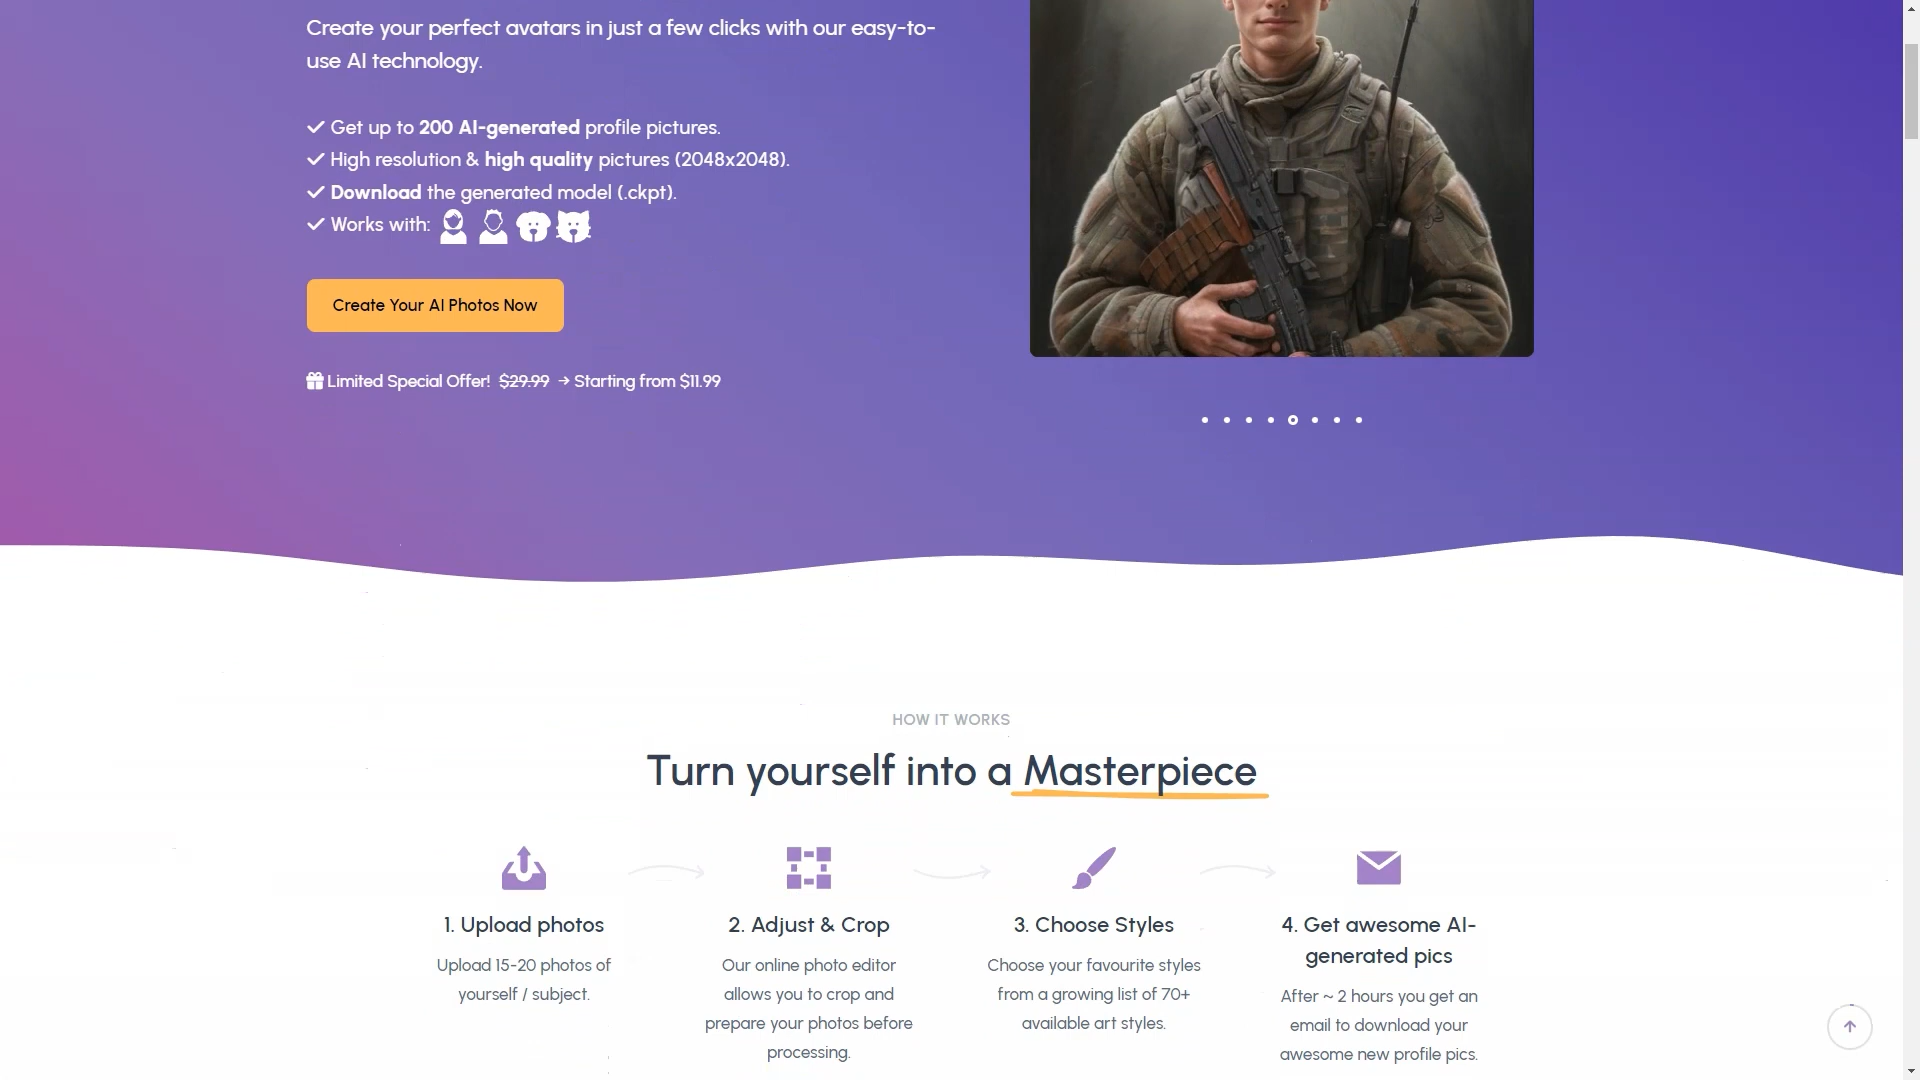 Create your perfect avatars in just a few clicks with our easy-to-
use AI technology.
Get up to 200 AI-generated profile pictures.
High resolution & high quality pictures (2048x2048).
Download the generated model (.ckpt).
Works with:
Create Your AI Photos Now
Limited Special Offer! $29.99 → Starting from $11.99
HOW IT WORKS
Turn yourself into a Masterpiece
1. Upload photos
Upload 15-20 photos of
yourself / subject.
2. Adjust & Crop
Our online photo editor
allows you to crop and
prepare your photos before
processing.
3. Choose Styles
Choose your favourite styles
from a growing list of 70+
available art styles.
4. Get awesome AI-
generated pics
After ~ 2 hours you get an
email to download your
awesome new profile pics.